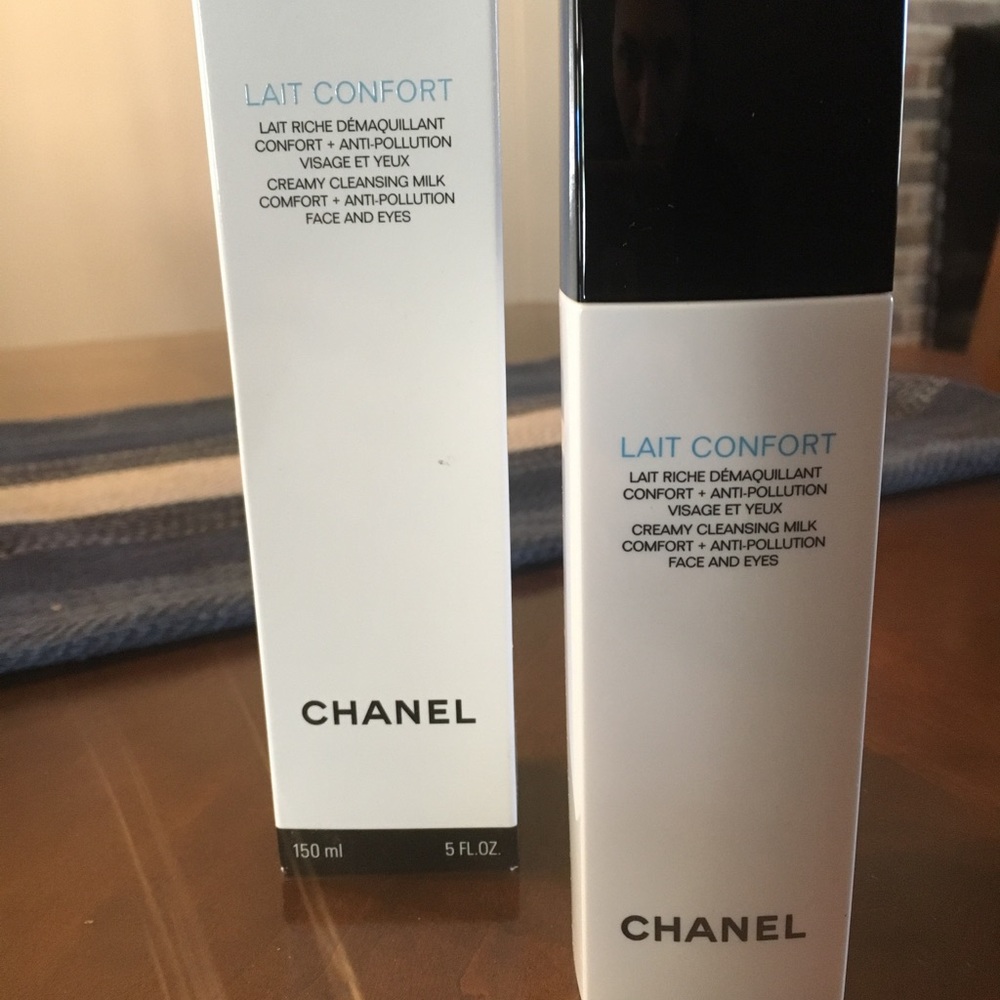 LAIT CONFORT
LAIT RICHE DÉMAQUILLANT
CONFORT + ANTI-POLLUTION
VISAGE ET YEUX
CREAMY CLEANSING MILK
COMFORT + ANTI-POLLUTION
FACE AND EYES
CHANEL
150 ml 5 FL.OZ.
LAIT CONFORT
LAIT RICHE DÉMAQUILLANT
CONFORT + ANTI-POLLUTION
VISAGE ET YEUX
CREAMY CLEANSING MILK
COMFORT + ANTI-POLLUTION
FACE AND EYES
CHANEL